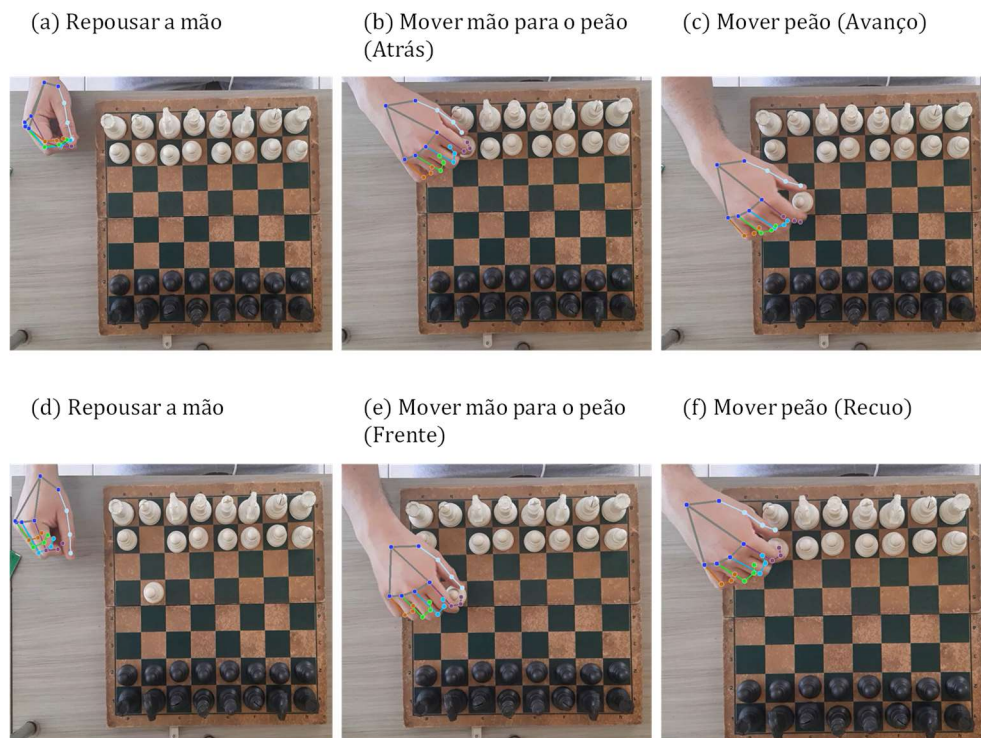 (a) Repousar a mão
(b) Mover mão para o peão
(Atrás)
(c) Mover peão (Avanço)
(d) Repousar a mão
(e) Mover mão para o peão
(Frente)
(f) Mover peão (Recuo)